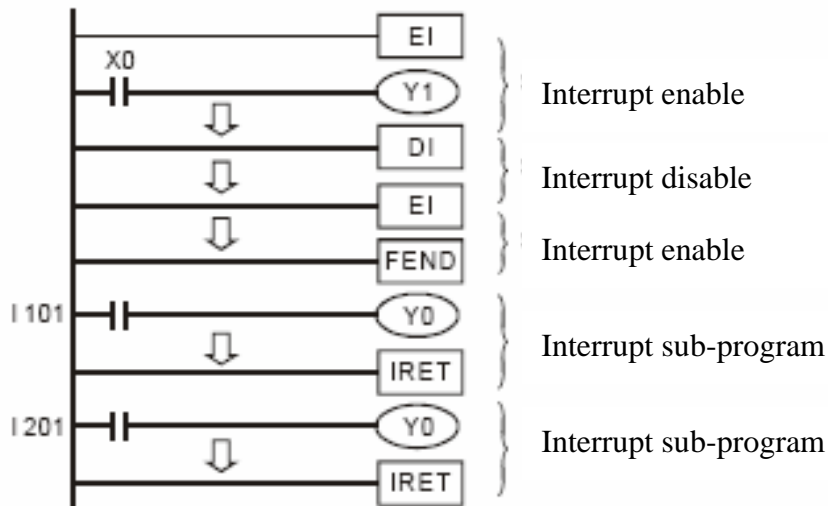 EI
X0
Y1
Interrupt enable
DI
Interrupt disable
EI
Interrupt enable
FEND
I101
Y0
Interrupt sub-program
IRET
I201
Y0
Interrupt sub-program
IRET